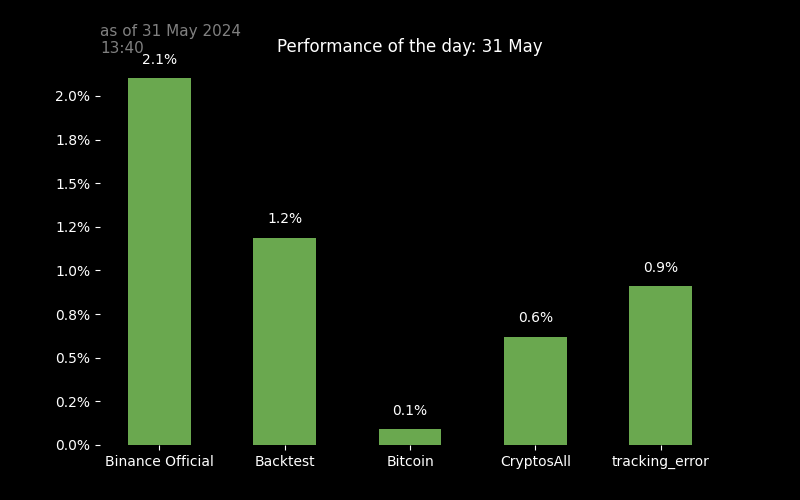 as of 31 May 2024
13:40
Performance of the day: 31 May
2.1%
2.0%
1.8%
1.5%
1.2%
1.2%
1.0%
0.9%
0.8%
0.6%
0.5%
0.2%
0.1%
0.0%
Binance Official
Backtest
Bitcoin
CryptosAll
tracking_error